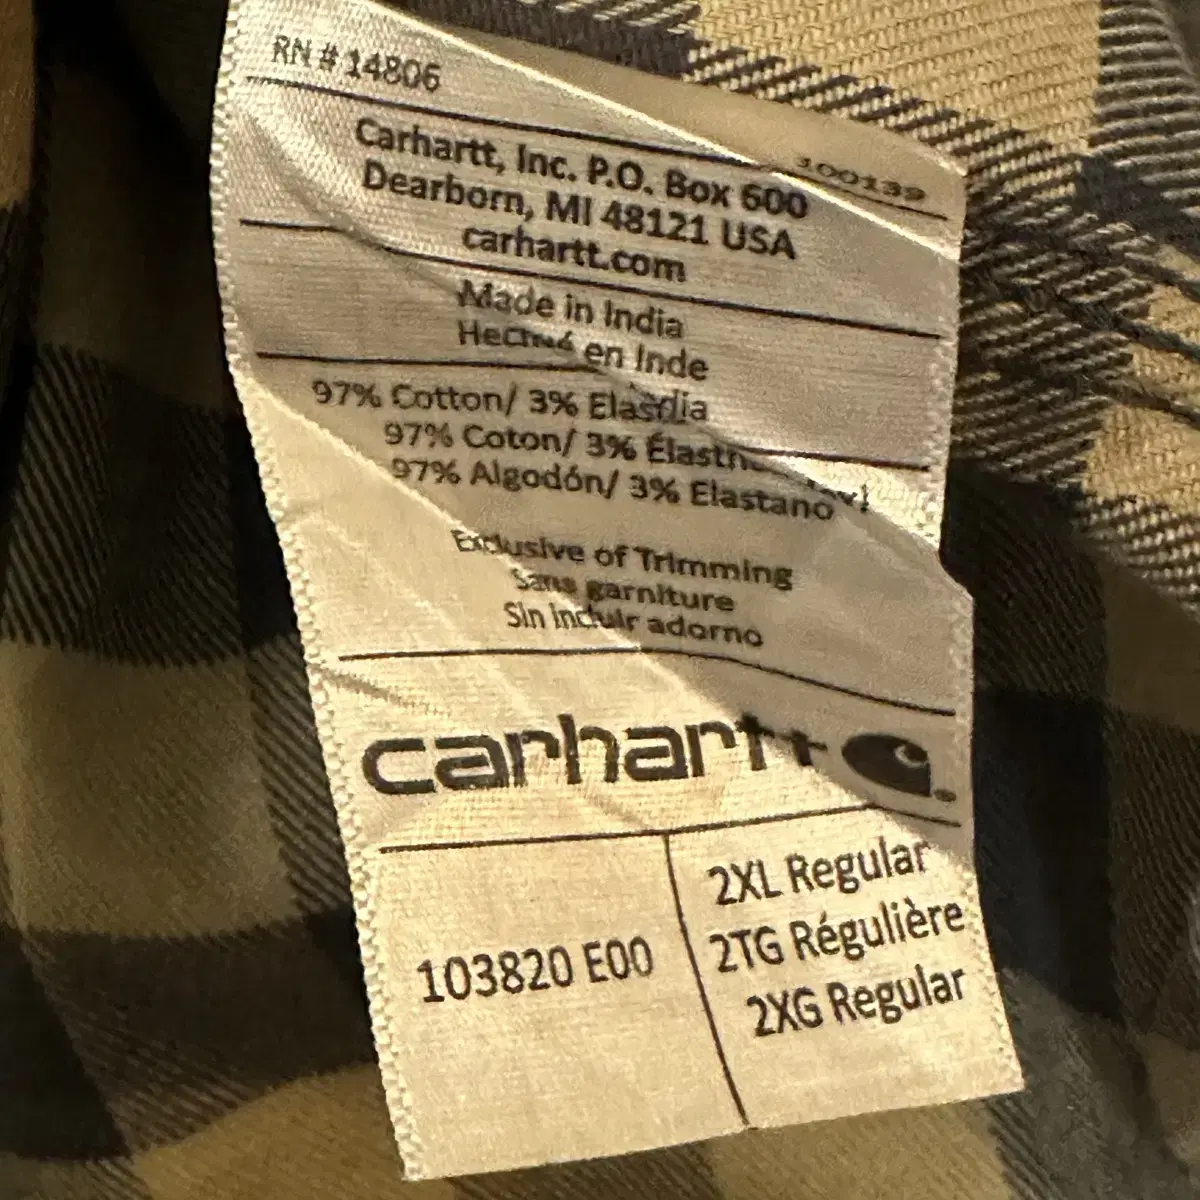 RN # 14806
100139
Carhartt, Inc. P.O. Box 600
Dearborn, MI 48121 USA
carhartt.com
Made in India
en Inde
97% Cotton/ 3%
97% Coton/ 3%
97% Algodón/ 3% Elastano
Exclusive of Trimming
Sans garniture
Sin incluir adorno
carhartt
103820 E00
2XL Regular
2TG Régulière
2XG Regular